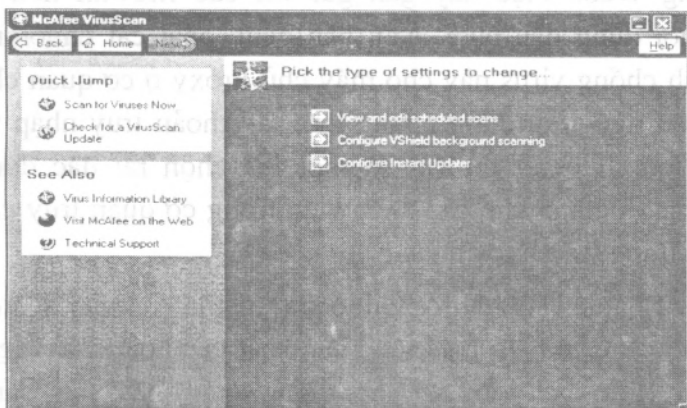 McAfee VirusScan
Back Home Next
Help
Quick Jump
Scan for Viruses Now
Check for a VirusScan
Update
See Also
Virus Information Library
Visit McAfee on the Web
Technical Support
Pick the type of settings to change...
View and edit scheduled scans
Configure VShield background scanning
Configure Instant Updater